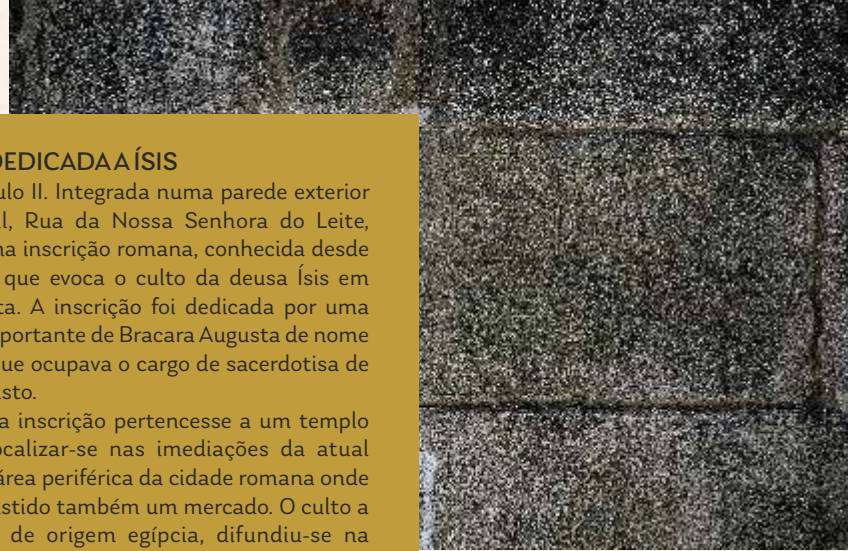 DEDICADA A ÍSIS
ulo II. Integrada numa parede exterior
l, Rua da Nossa Senhora do Leite,
na inscrição romana, conhecida desde
que evoca o culto da deusa Ísis em
ta. A inscrição foi dedicada por uma
portante de Bracara Augusta de nome
ue ocupava o cargo de sacerdotisa de
sto.
a inscrição pertencesse a um templo
ocalizar-se nas imediações da atual
área periférica da cidade romana onde
stido também um mercado. O culto a
de origem egípcia, difundiu-se na